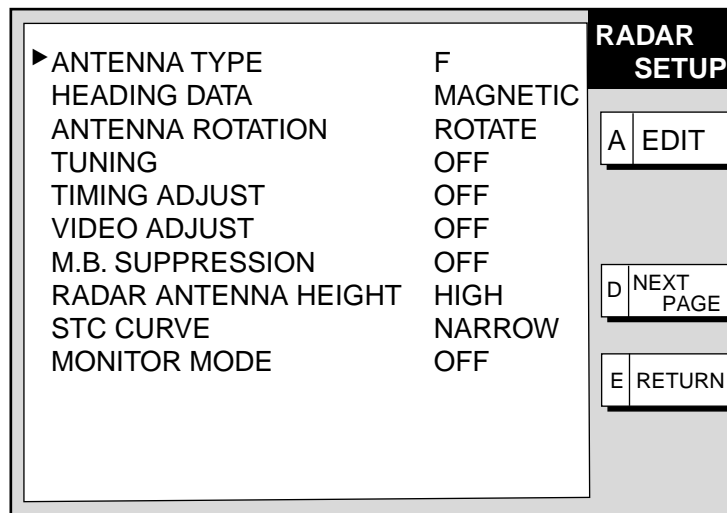 ANTENNA TYPE F
HEADING DATA MAGNETIC
ANTENNA ROTATION ROTATE
TUNING OFF
TIMING ADJUST OFF
VIDEO ADJUST OFF
M.B. SUPPRESSION OFF
RADAR ANTENNA HEIGHT HIGH
STC CURVE NARROW
MONITOR MODE OFF
RADAR
SETUP
A EDIT
D NEXT
PAGE
E RETURN